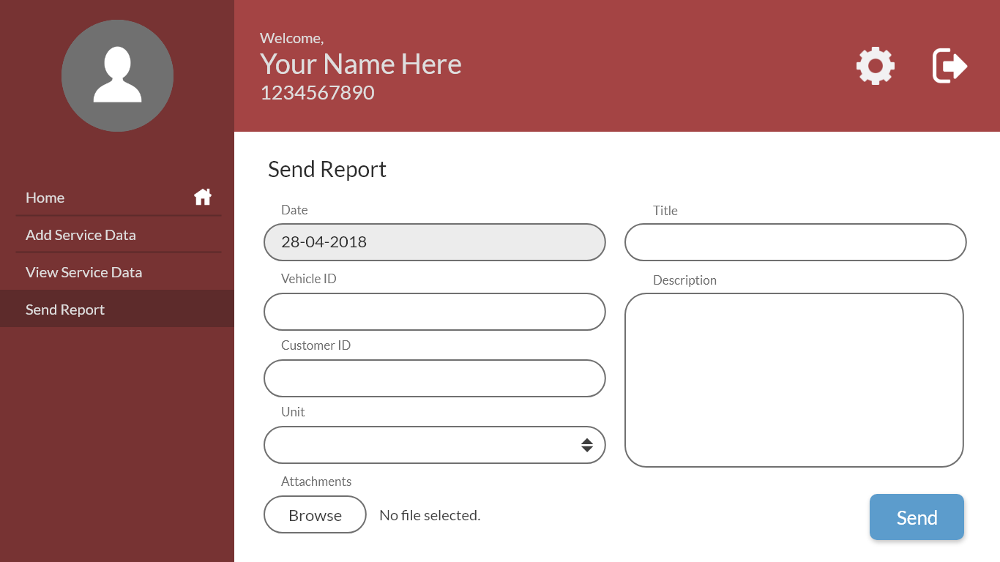 Welcome,
Your Name Here
1234567890
Home
Add Service Data
View Service Data
Send Report
Send Report
Date
28-04-2018
Title
Vehicle ID
Description
Customer ID
Unit
Attachments
Browse
No file selected.
Send